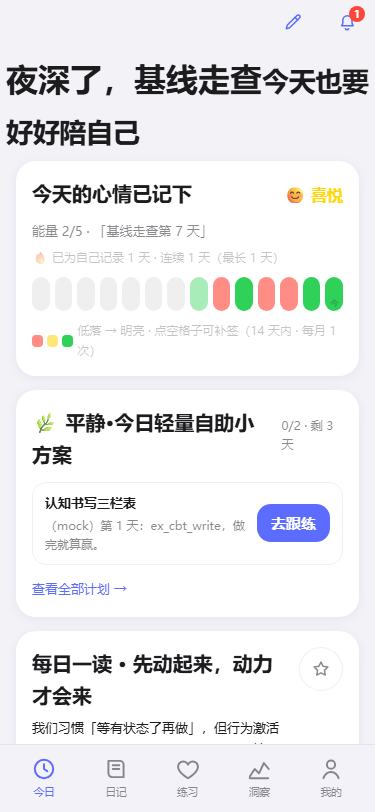 1
夜深了，基线走查今天也要
好好陪自己
今天的心情已记下
喜悦
能量 2/5 · 「基线走查第 7 天」
已为自己记录 1 天 · 连续 1 天（最长 1 天）
低落 → 明亮 · 点空格子可补签（14 天内 · 每月 1
次）
平静·今日轻量自助小
方案
0/2 · 剩 3
天
认知书写三栏表
（mock）第 1 天：ex_cbt_write，做
完就算赢。
去跟练
查看全部计划 →
每日一读 · 先动起来，动力
才会来
我们习惯「等有状态了再做」，但行为激活
今日
日记
练习
洞察
我的